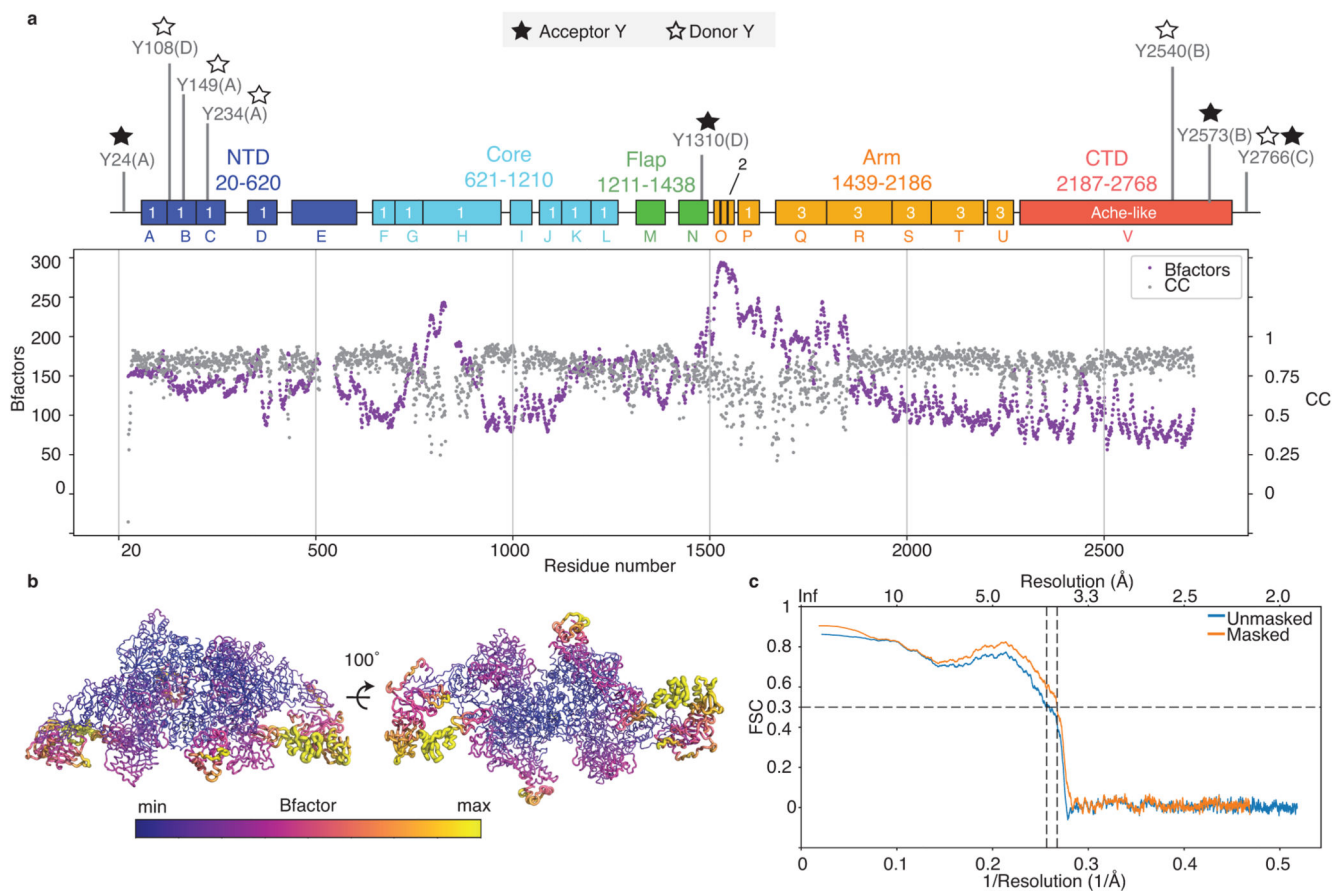 a
Acceptor Y
Donor Y
Y108(D)
Y149(A)
Y234(A)
Y24(A)
Y1310(D)
2
Y2540(B)
Y2573(B)
Y2766(C)
NTD
20-620
Core
621-1210
Flap
1211-1438
Arm
1439-2186
CTD
2187-2768
1 1 1 1 1 1 1 1 1 1 1 3 3 3 3 3 Ache-like
A B C D E F G H I J K L M N O P Q R S T U V
Bfactors
CC
300
250
200
150
100
50
0
Bfactors
1
0.75
0.5
0.25
0
CC
20 500 1000 1500 2000 2500
Residue number
b
100°
min Bfactor max
c
Resolution (Å)
Inf 10 5.0 3.3 2.5 2.0
Unmasked
Masked
1
0.8
0.6
0.3
0.4
0.2
0
FSC
0 0.1 0.2 0.3 0.4 0.5
1/Resolution (1/Å)